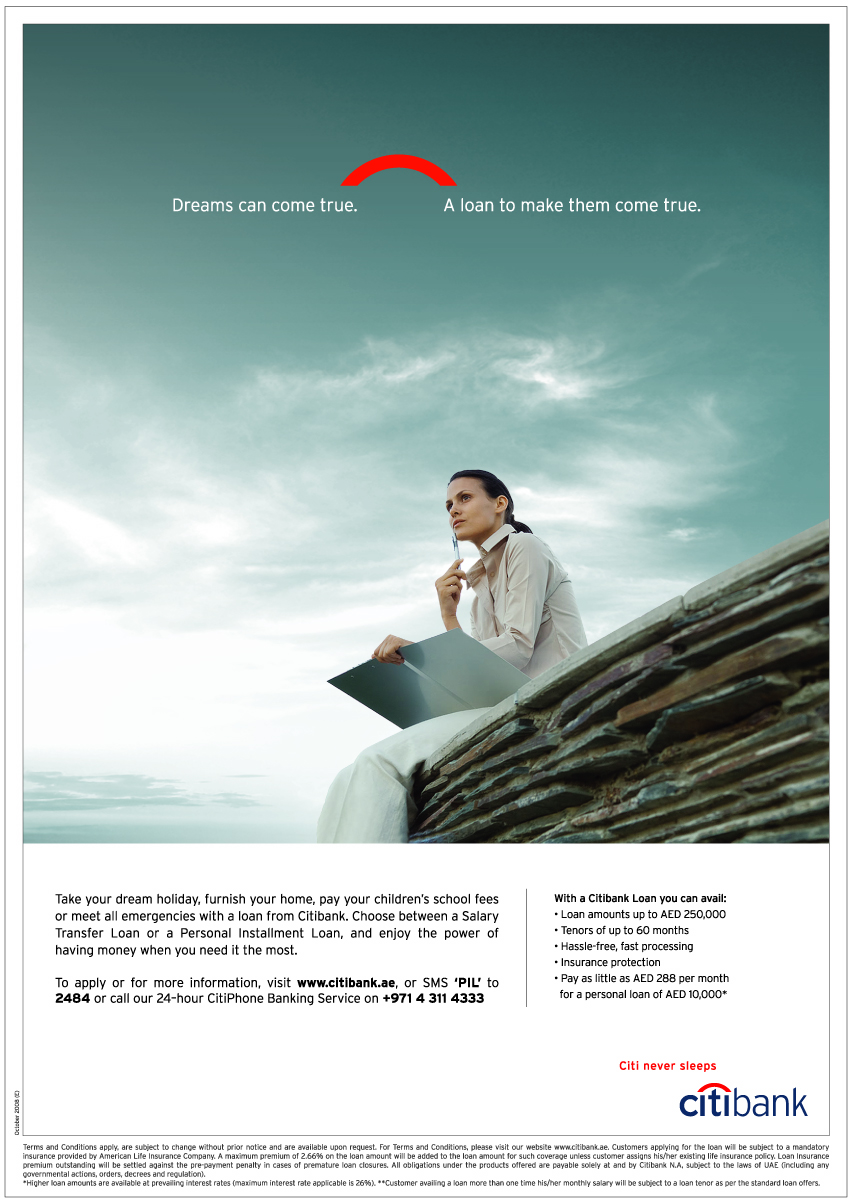 Dreams can come true.
A loan to make them come true.
Take your dream holiday, furnish your home, pay your children's school fees
or meet all emergencies with a loan from Citibank. Choose between a Salary
Transfer Loan or a Personal Installment Loan, and enjoy the power of
having money when you need it the most.
To apply or for more information, visit www.citibank.ae, or SMS 'PIL' to
2484 or call our 24-hour CitiPhone Banking Service on +971 4 311 4333
With a Citibank Loan you can avail:
• Loan amounts up to AED 250,000
• Tenors of up to 60 months
• Hassle-free, fast processing
• Insurance protection
• Pay as little as AED 288 per month
for a personal loan of AED 10,000*
Citi never sleeps
citibank
October 2008 (E)
Terms and Conditions apply, are subject to change without prior notice and are available upon request. For Terms and Conditions, please visit our website www.citibank.ae. Customers applying for the loan will be subject to a mandatory
insurance provided by American Life Insurance Company. A maximum premium of 2.66% on the loan amount will be added to the loan amount for such coverage unless customer assigns his/her existing life insurance policy. Loan Insurance
premium outstanding will be settled against the pre-payment penalty in cases of premature loan closures. All obligations under the products offered are payable solely at and by Citibank N.A, subject to the laws of UAE (including any
governmental actions, orders, decrees and regulation).
*Higher loan amounts are available at prevailing interest rates (maximum interest rate applicable is 26%). **Customer availing a loan more than one time his/her monthly salary will be subject to a loan tenor as per the standard loan offers.